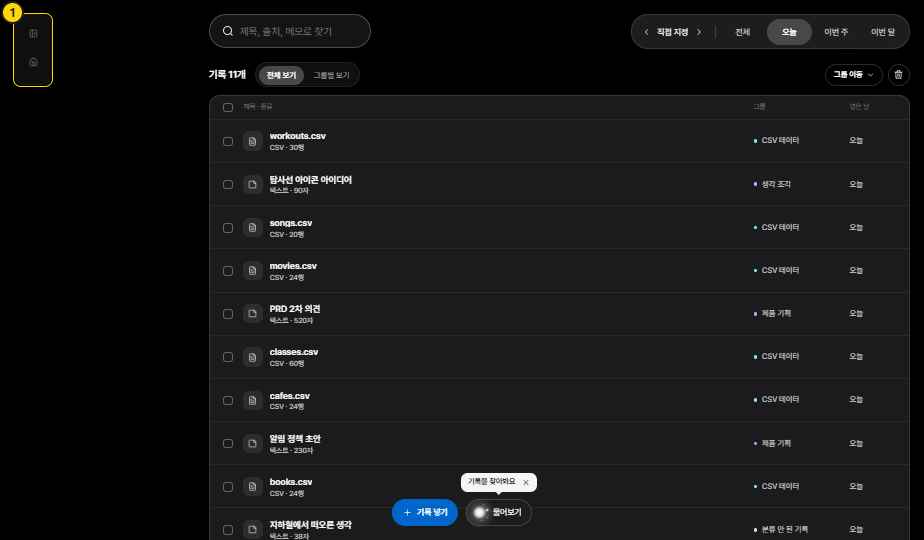 1
제목, 출처, 메모로 찾기
직접 지정
전체
오늘
이번 주
이번 달
기록 11개
전체 보기
그룹별 보기
그룹 이동
제목 · 종류
그룹
넣은 날
workouts.csv
CSV · 30행
CSV 데이터
오늘
탐사선 아이콘 아이디어
텍스트 · 90자
생각 조각
오늘
songs.csv
CSV · 20행
CSV 데이터
오늘
movies.csv
CSV · 24행
CSV 데이터
오늘
PRD 2차 의견
텍스트 · 520자
제품 기획
오늘
classes.csv
CSV · 60행
CSV 데이터
오늘
cafes.csv
CSV · 24행
CSV 데이터
오늘
알림 정책 초안
텍스트 · 230자
제품 기획
오늘
books.csv
CSV · 24행
CSV 데이터
오늘
기록을 찾아봐요
기록 넣기
물어보기
지하철에서 떠오른 생각
텍스트 · 38자
분류 안 된 기록
오늘